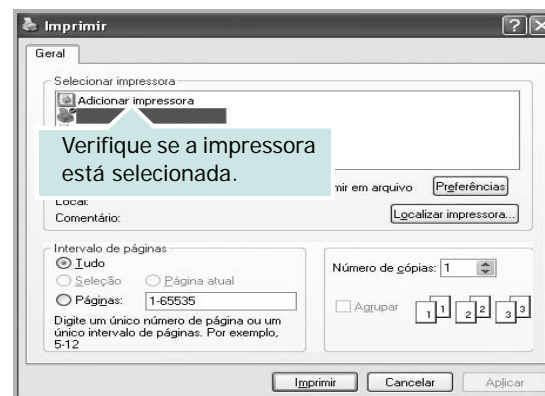 Imprimir
Geral
Selecionar impressora
Adicionar impressora
Verifique se a impressora
está selecionada.
mir em arquivo
Preferências
Local:
Comentário:
Localizar impressora...
Intervalo de páginas
Tudo
Seleção
Página atual
Páginas:
1-65535
Digite um único número de página ou um
único intervalo de páginas. Por exemplo,
5-12
Número de cópias:
1
Agrupar
1 1 2 2 3 3
Imprimir
Cancelar
Aplicar